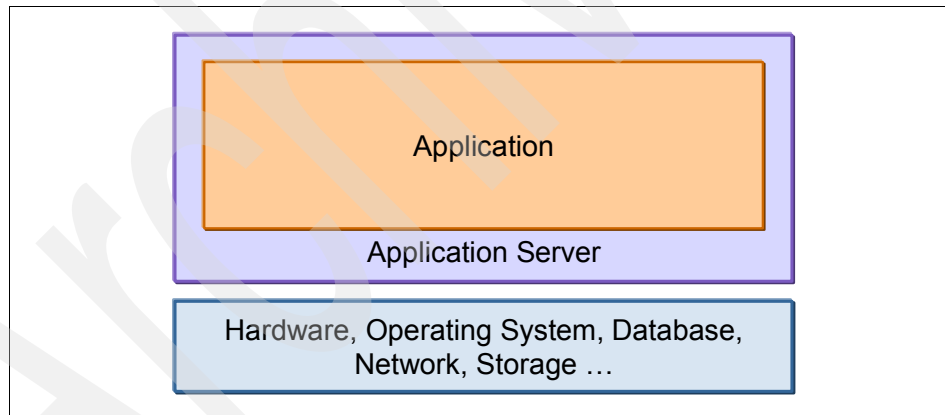 Application
Application Server
Hardware, Operating System, Database,
Network, Storage …